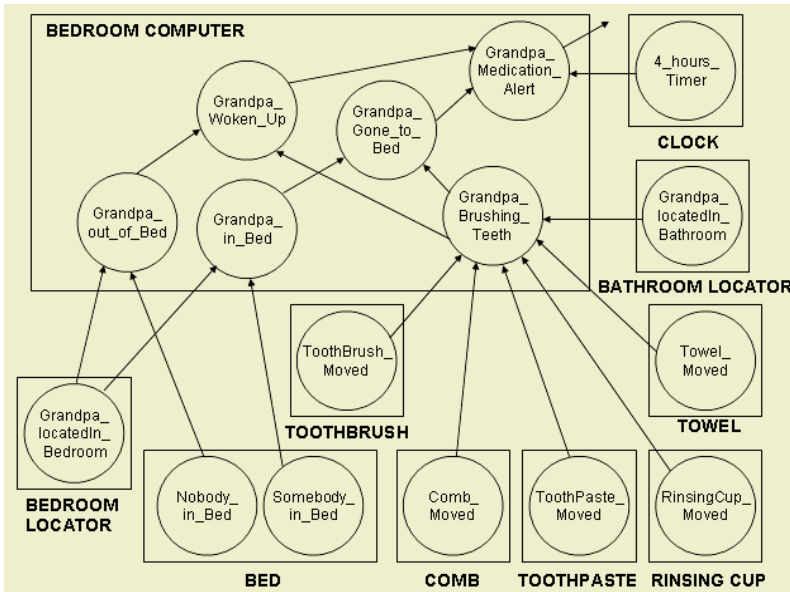 BEDROOM COMPUTER
Grandpa_
Medication_
Alert
4_hours_
Timer
CLOCK
Grandpa_
Woken_Up
Grandpa_
Gone_to_
Bed
Grandpa_
out_of_Bed
Grandpa_
in_Bed
Grandpa_
Brushing_
Teeth
Grandpa_
locatedIn_
Bathroom
BATHROOM LOCATOR
ToothBrush_
Moved
TOOTHBRUSH
Towel_
Moved
TOWEL
Grandpa_
locatedIn_
Bedroom
BEDROOM
LOCATOR
Nobody_
in_Bed
Somebody_
in_Bed
BED
Comb_
Moved
COMB
ToothPaste_
Moved
TOOTHPASTE
RinsingCup_
Moved
RINSING CUP